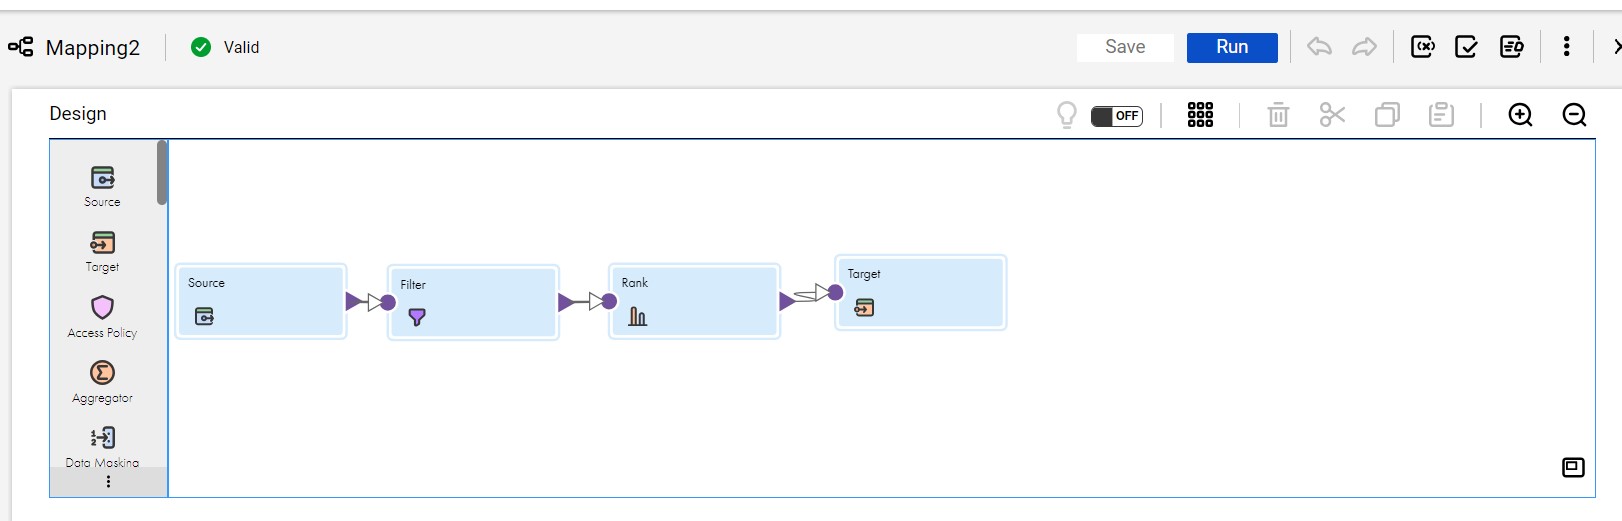 Mapping2
Valid
Save
Run
Design
OFF
Source
Target
Access Policy
Aggregator
Data Masking
Source
Filter
Rank
Target